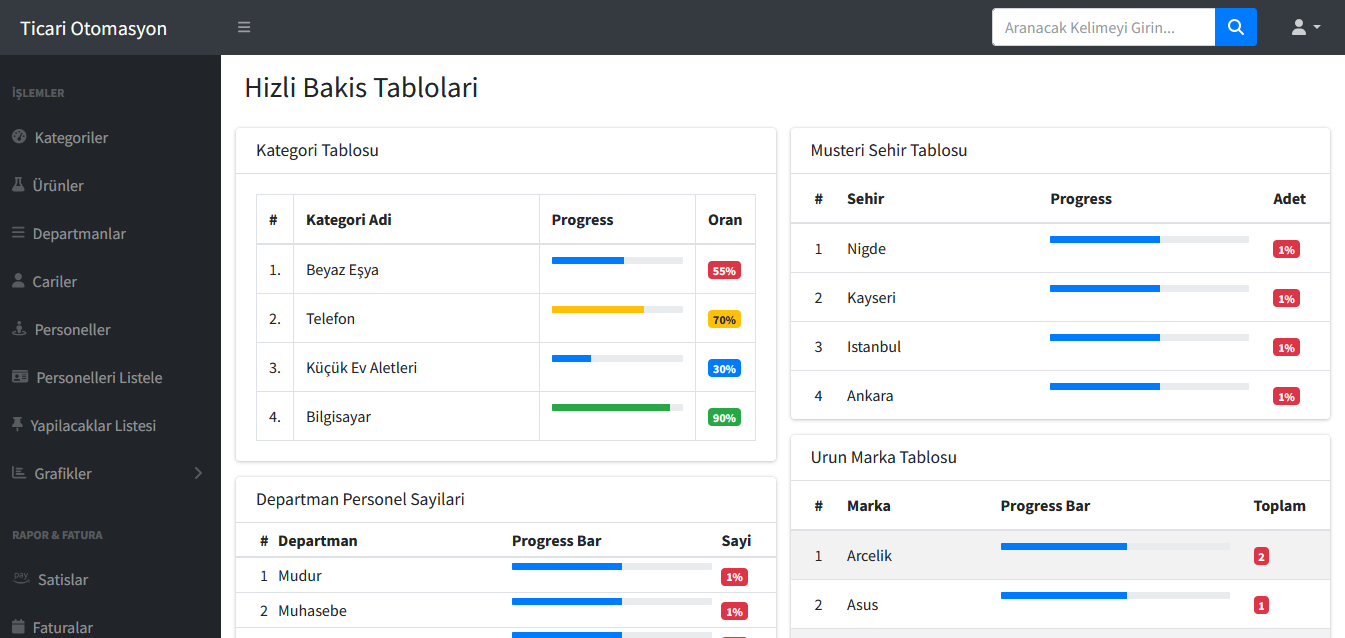 Ticari Otomasyon
Aranacak Kelimeyi Girin...
İŞLEMLER
Kategoriler
Ürünler
Departmanlar
Cariler
Personeller
Personelleri Listele
Yapilacaklar Listesi
Grafikler
RAPOR & FATURA
pay Satislar
Faturalar
Hizli Bakis Tablolari
Kategori Tablosu
# Kategori Adi Progress Oran
1. Beyaz Eşya 55%
2. Telefon 70%
3. Küçük Ev Aletleri 30%
4. Bilgisayar 90%
Departman Personel Sayilari
# Departman Progress Bar Sayi
1 Mudur 1%
2 Muhasebe 1%
Musteri Sehir Tablosu
# Sehir Progress Adet
1 Nigde 1%
2 Kayseri 1%
3 Istanbul 1%
4 Ankara 1%
Urun Marka Tablosu
# Marka Progress Bar Toplam
1 Arcelik 2
2 Asus 1